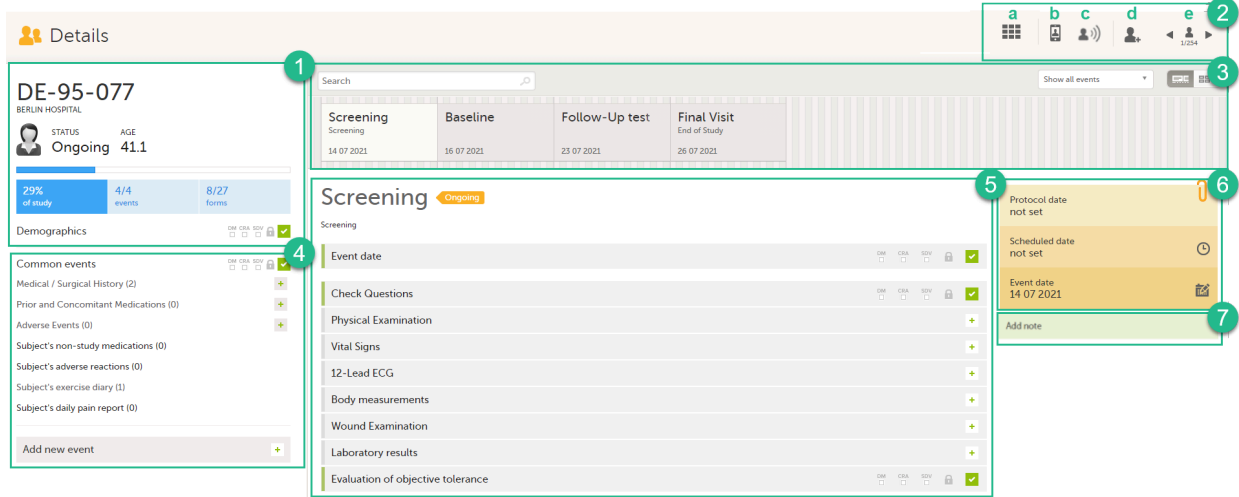 a b c d e 2
Details
1/254
1
DE-95-077
BERLIN HOSPITAL
STATUS AGE
Ongoing 41.1
29% 4/4 8/27
of study events forms
Demographics DM CRA SDV
Search Show all events 3
Screening Baseline Follow-Up test Final Visit
Screening End of Study
14 07 2021 16 07 2021 23 07 2021 26 07 2021
4
Common events DM CRA SDV
Medical / Surgical History (2) +
Prior and Concomitant Medications (0) +
Adverse Events (0) +
Subject's non-study medications (0)
Subject's adverse reactions (0)
Subject's exercise diary (1)
Subject's daily pain report (0)
Add new event +
5
Screening Ongoing
Screening
Event date DM CRA SDV
Check Questions DM CRA SDV
Physical Examination +
Vital Signs +
12-Lead ECG +
Body measurements +
Wound Examination +
Laboratory results +
Evaluation of objective tolerance DM CRA SDV
6
Protocol date
not set
Scheduled date
not set
Event date
14 07 2021
7
Add note